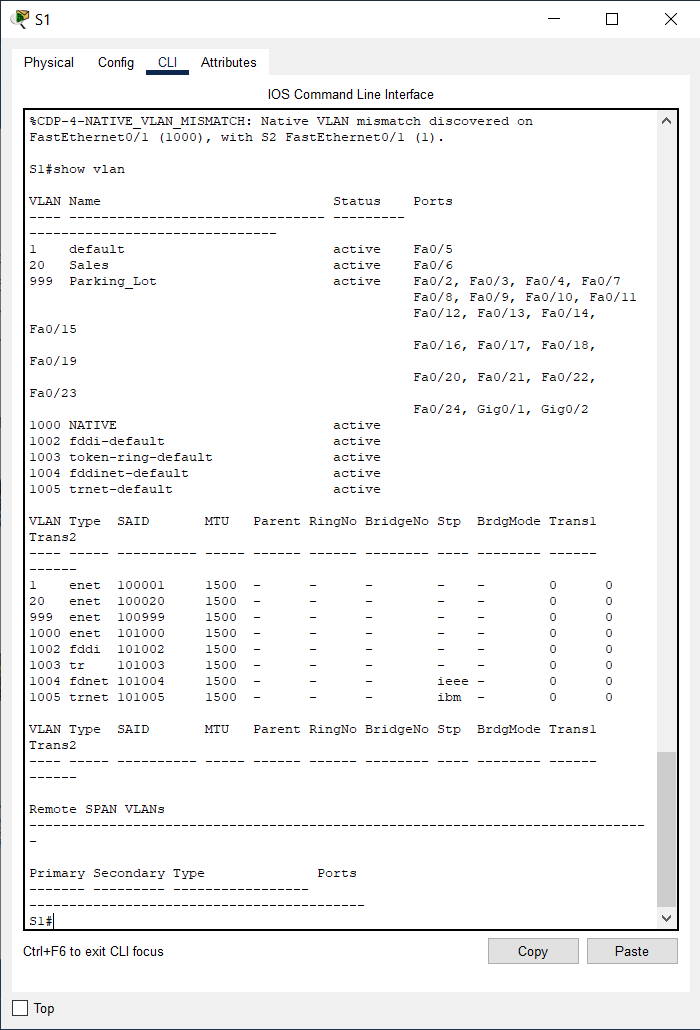 S1
Physical Config CLI Attributes
IOS Command Line Interface
%CDP-4-NATIVE_VLAN_MISMATCH: Native VLAN mismatch discovered on
FastEthernet0/1 (1000), with S2 FastEthernet0/1 (1).
S1#show vlan
VLAN Name                             Status    Ports
---- -------------------------------- ---------
-------------------------------
1    default                          active    Fa0/5
20   Sales                            active    Fa0/6
999  Parking_Lot                      active    Fa0/2, Fa0/3, Fa0/4, Fa0/7
                                                Fa0/8, Fa0/9, Fa0/10, Fa0/11
                                                Fa0/12, Fa0/13, Fa0/14,
Fa0/15
                                                Fa0/16, Fa0/17, Fa0/18,
Fa0/19
                                                Fa0/20, Fa0/21, Fa0/22,
Fa0/23
                                                Fa0/24, Gig0/1, Gig0/2
1000 NATIVE                           active
1002 fddi-default                     active
1003 token-ring-default               active
1004 fddinet-default                  active
1005 trnet-default                    active
VLAN Type  SAID       MTU   Parent RingNo BridgeNo Stp  BrdgMode Trans1
Trans2
---- ----- ---------- ----- ------ ------ -------- ---- -------- ------
------
1    enet  100001     1500  -      -      -        -    -        0      0
20   enet  100020     1500  -      -      -        -    -        0      0
999  enet  100999     1500  -      -      -        -    -        0      0
1000 enet  101000     1500  -      -      -        -    -        0      0
1002 fddi  101002     1500  -      -      -        -    -        0      0
1003 tr    101003     1500  -      -      -        -    -        0      0
1004 fdnet 101004     1500  -      -      -        ieee -        0      0
1005 trnet 101005     1500  -      -      -        ibm  -        0      0
VLAN Type  SAID       MTU   Parent RingNo BridgeNo Stp  BrdgMode Trans1
Trans2
---- ----- ---------- ----- ------ ------ -------- ---- -------- ------
------
Remote SPAN VLANs
-----------------------------------------------------------------------------
-
Primary Secondary Type              Ports
------- --------- -----------------
------------------------------------------
S1#
Ctrl+F6 to exit CLI focus
Copy Paste
Top